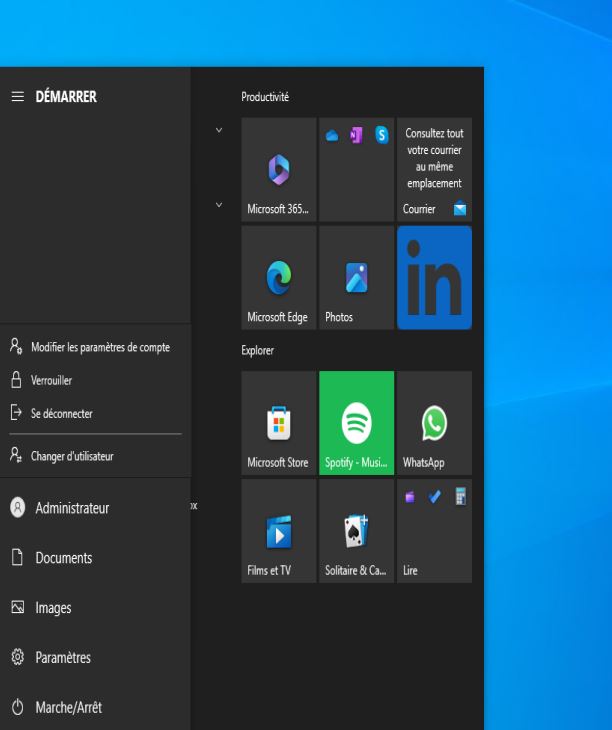 DÉMARRER
Modifier les paramètres de compte
Verrouiller
Se déconnecter
Changer d'utilisateur
Administrateur
ox
Documents
Images
Paramètres
Marche/Arrêt
Productivité
Microsoft 365...
N
S
Consultez tout
votre courrier
au même
emplacement
Courrier
Microsoft Edge
Photos
in
Explorer
Microsoft Store
Spotify - Musi...
WhatsApp
Films et TV
Solitaire & Ca...
Lire